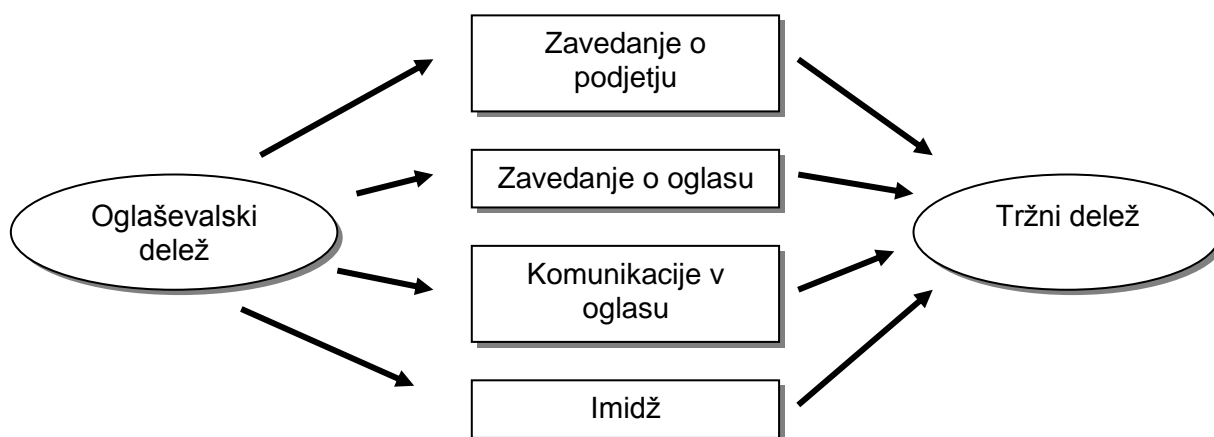 Zavedanje o
podjetju
Zavedanje o oglasu
Oglaševalski
delež
Tržni delež
Komunikacije v
oglasu
Imidž